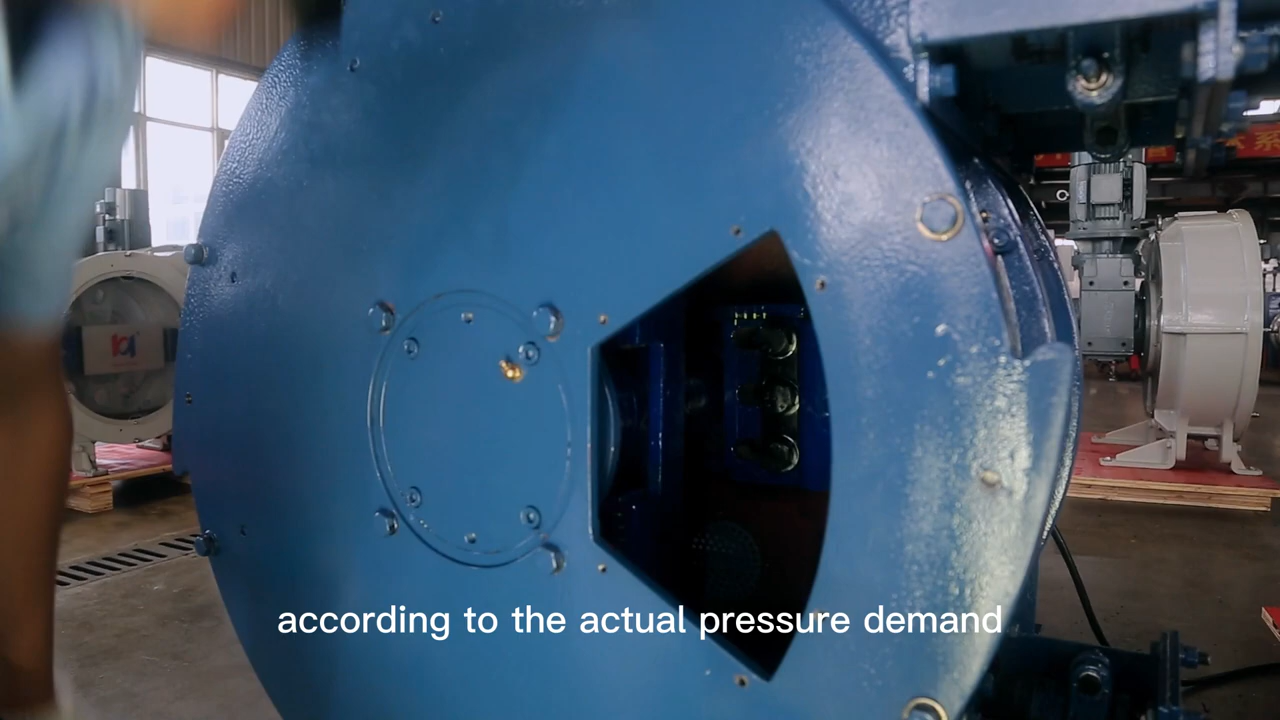 according to the actual pressure demand